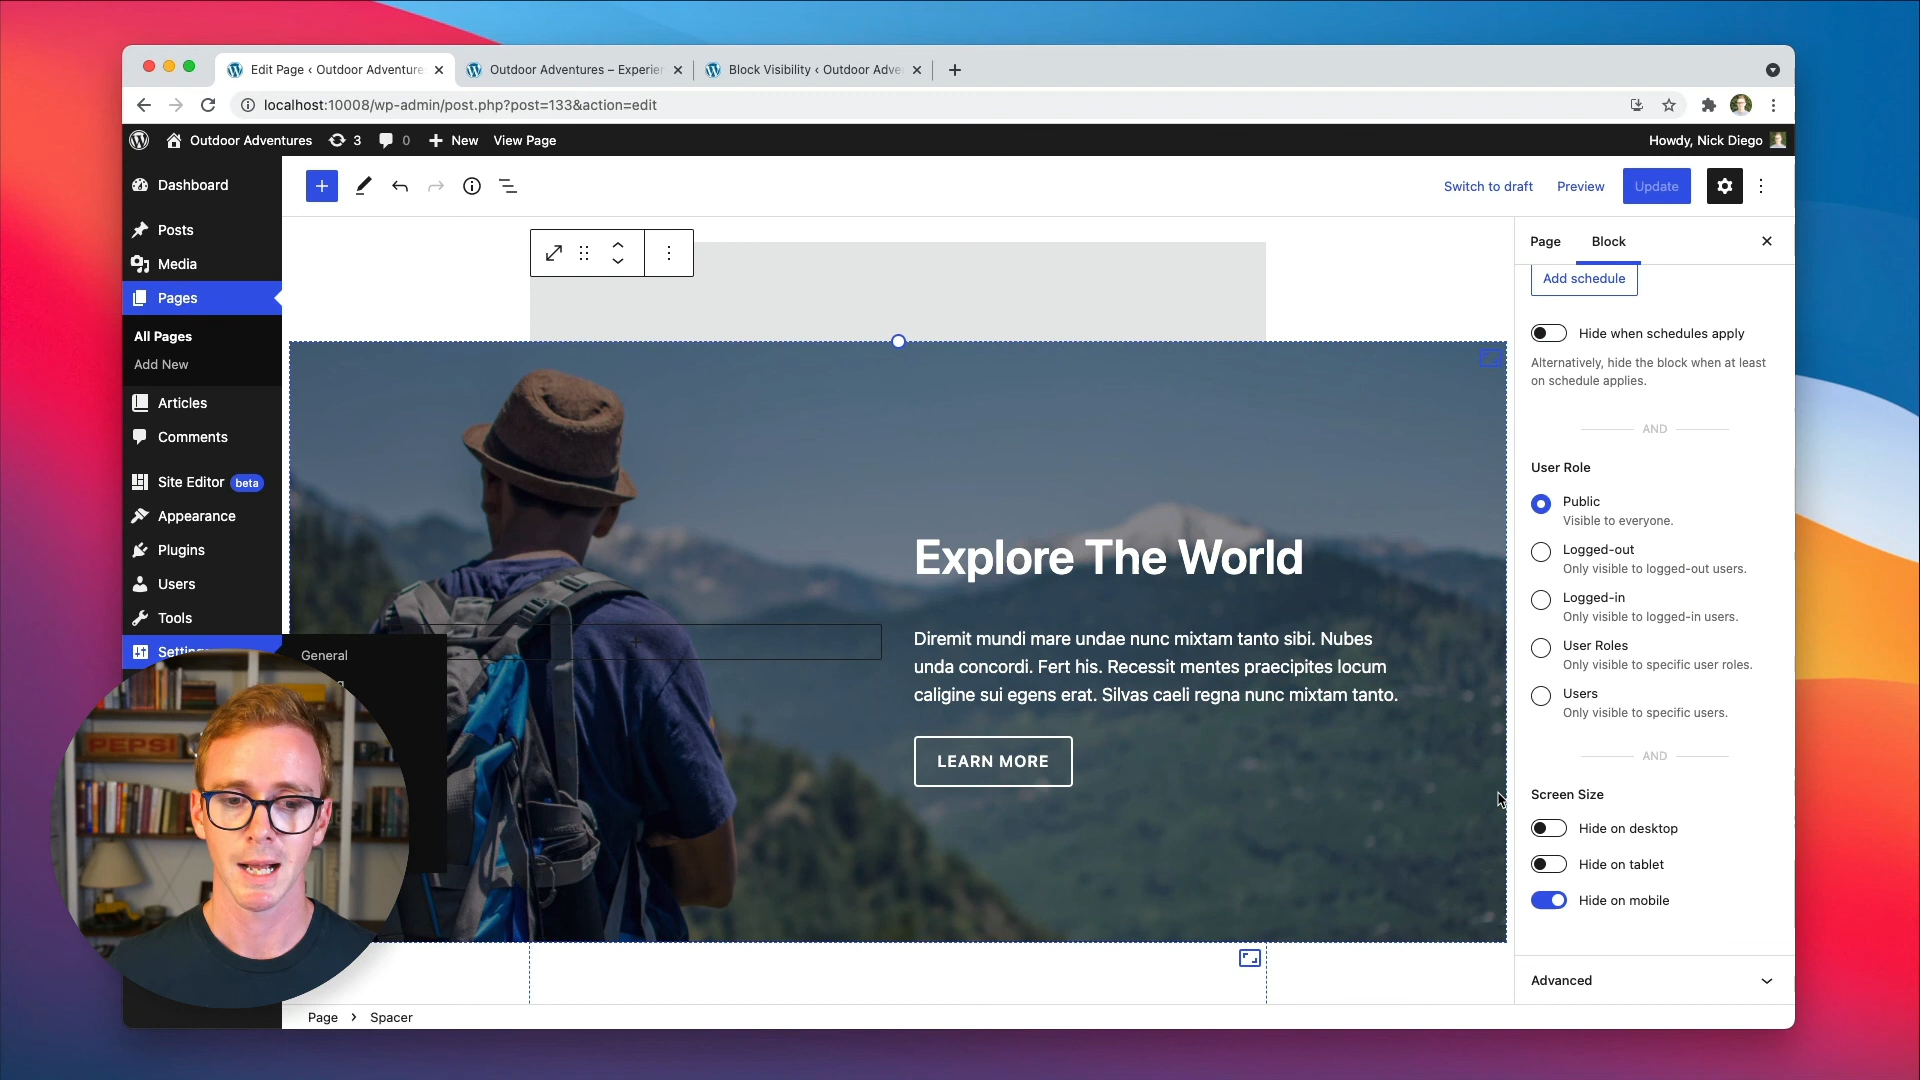 Edit Page ‹ Outdoor Adventure
Outdoor Adventures – Experien
Block Visibility ‹ Outdoor Adve
localhost:10008/wp-admin/post.php?post=133&action=edit
Outdoor Adventures
3
0
New
View Page
Howdy, Nick Diego
Dashboard
Posts
Media
Pages
All Pages
Add New
Articles
Comments
Site Editor beta
Appearance
Plugins
Users
Tools
Settings
General
PEPSI
Switch to draft
Preview
Update
Explore The World
Diremit mundi mare undae nunc mixtam tanto sibi. Nubes
unda concordi. Fert his. Recessit mentes praecipites locum
caligine sui egens erat. Silvas caeli regna nunc mixtam tanto.
LEARN MORE
Page
Block
Add schedule
Hide when schedules apply
Alternatively, hide the block when at least
on schedule applies.
AND
User Role
Public
Visible to everyone.
Logged-out
Only visible to logged-out users.
Logged-in
Only visible to logged-in users.
User Roles
Only visible to specific user roles.
Users
Only visible to specific users.
AND
Screen Size
Hide on desktop
Hide on tablet
Hide on mobile
Advanced
Page › Spacer